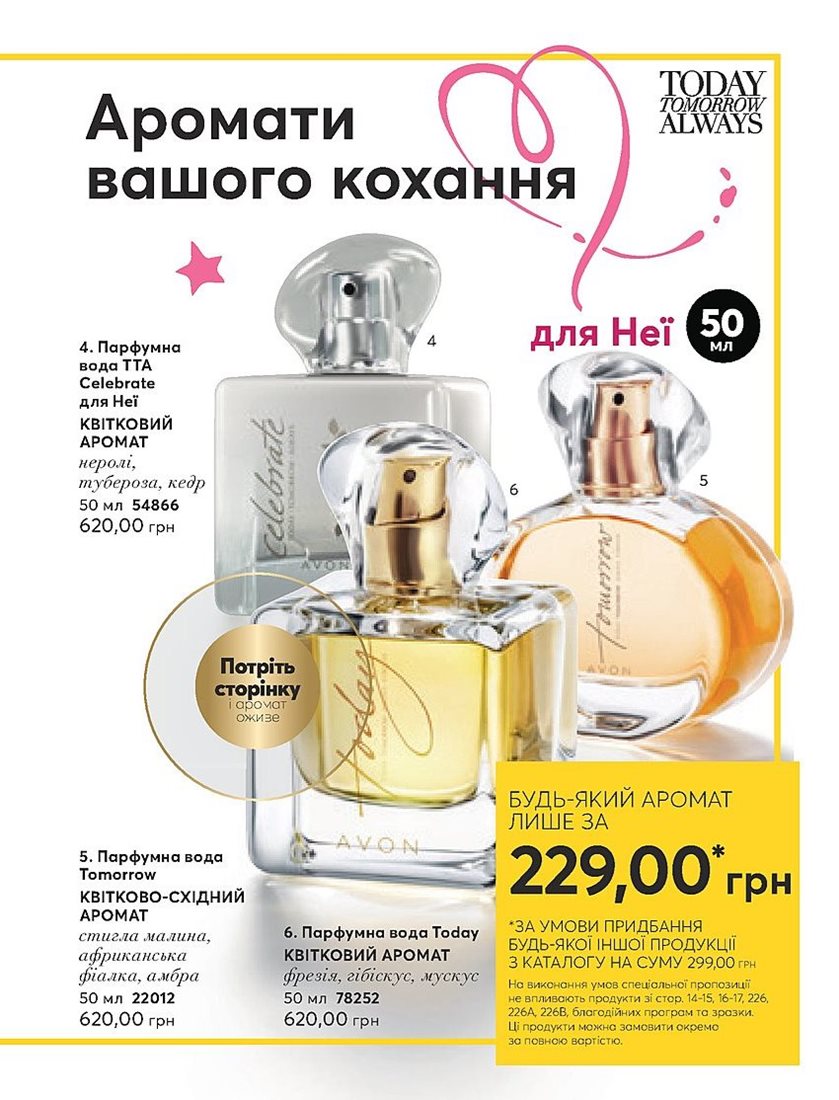 Аромати
вашого кохання
TODAY
TOMORROW
ALWAYS
для Неї
50
мл
4. Парфумна
вода TTA
Celebrate
для Неї
КВІТКОВИЙ
АРОМАТ
неролі,
тубероза, кедр
50 мл 54866
620,00 грн
4
6
5
celebrate
AVON
tomorrow
AVON
today
AVON
Потріть
сторінку
і аромат
оживе
5. Парфумна вода
Tomorrow
КВІТКОВО-СХІДНИЙ
АРОМАТ
стигла малина,
африканська
фіалка, амбра
50 мл 22012
620,00 грн
6. Парфумна вода Today
КВІТКОВИЙ АРОМАТ
фрезія, гібіскус, мускус
50 мл 78252
620,00 грн
БУДЬ-ЯКИЙ АРОМАТ
ЛИШЕ ЗА
229,00* грн
*ЗА УМОВИ ПРИДБАННЯ
БУДЬ-ЯКОЇ ІНШОЇ ПРОДУКЦІЇ
З КАТАЛОГУ НА СУМУ 299,00 ГРН
На виконання умов спеціальної пропозиції
не впливають продукти зі стор. 14-15, 16-17, 226,
226А, 226В, благодійних програм та зразки.
Ці продукти можна замовити окремо
за повною вартістю.